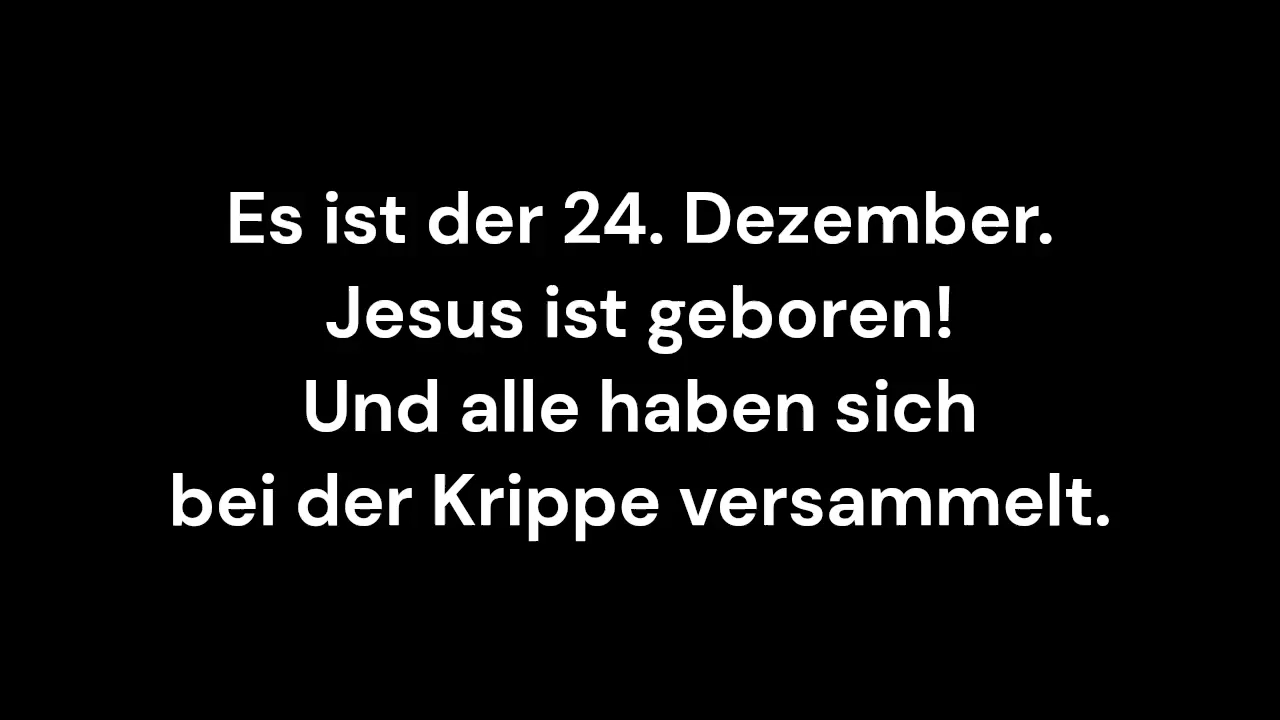 Es ist der 24. Dezember.
Jesus ist geboren!
Und alle haben sich
bei der Krippe versammelt.